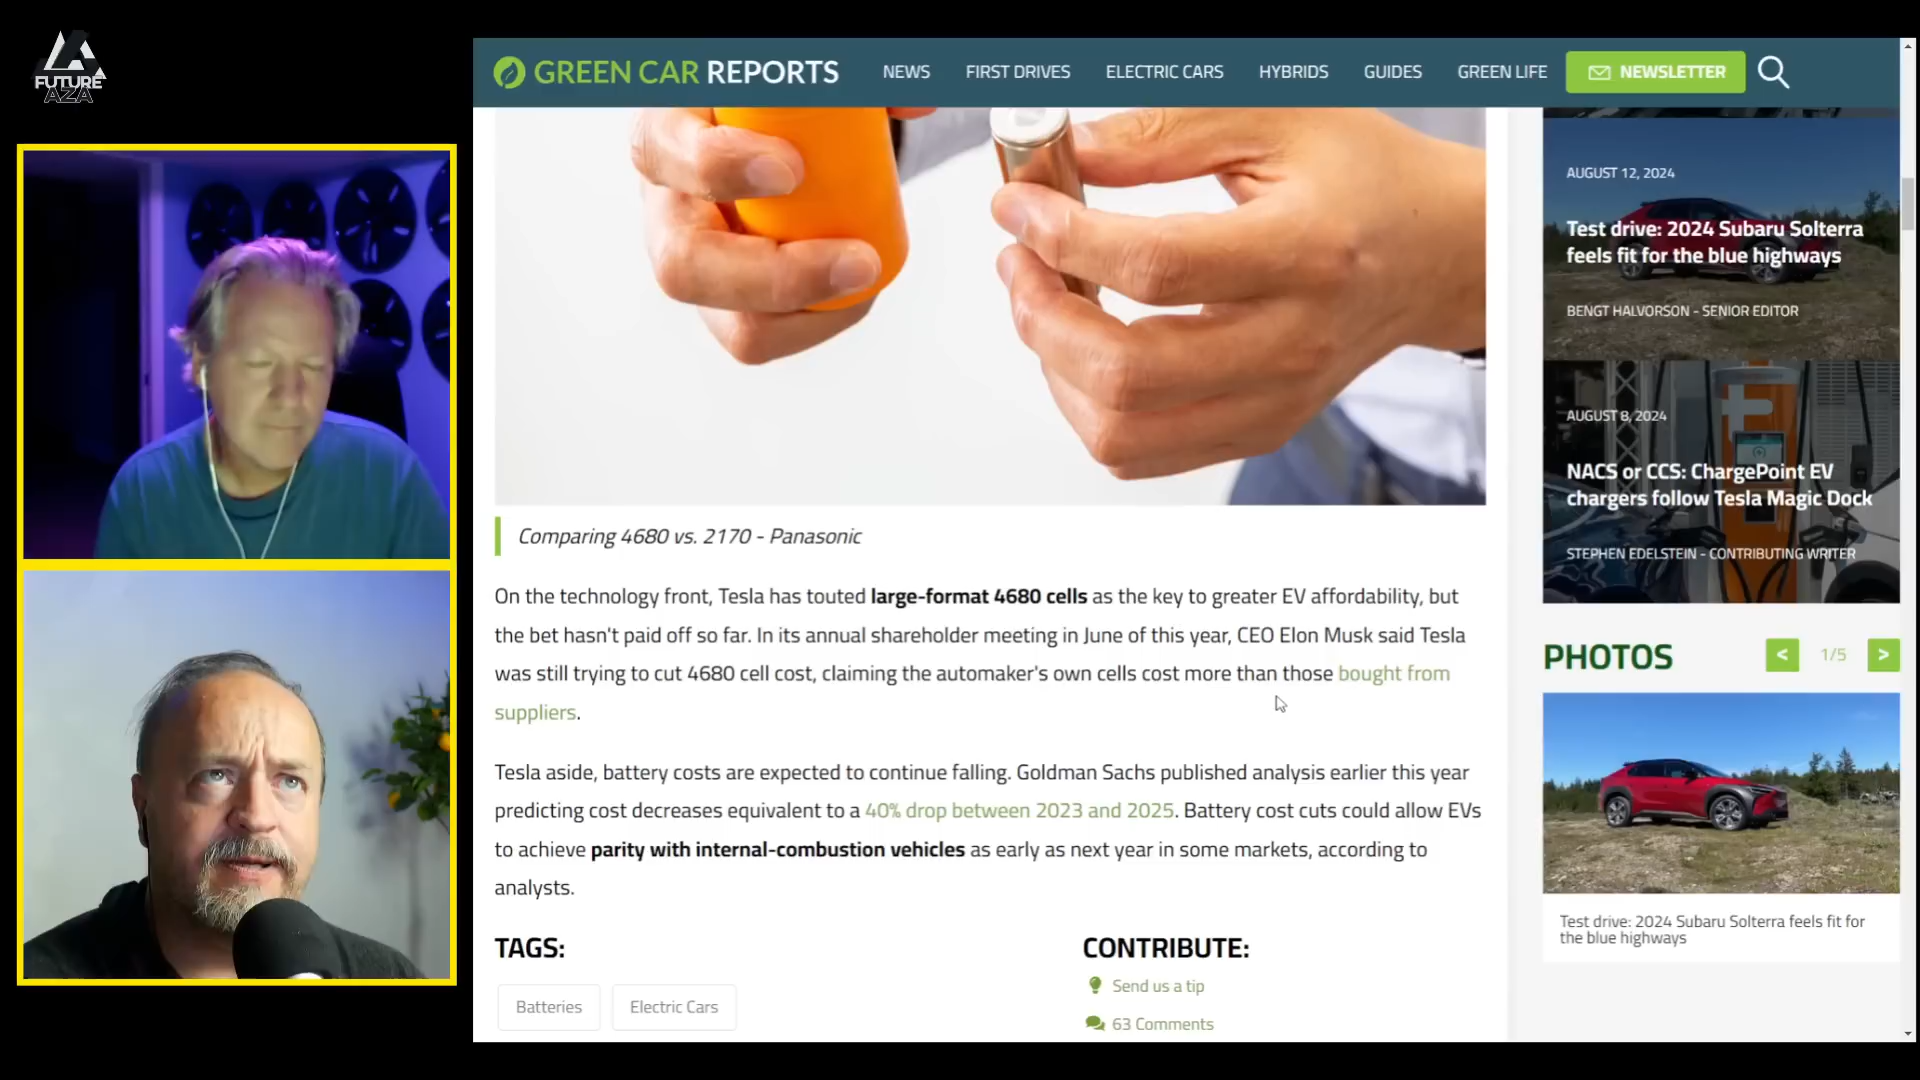 FUTURE
AZA
GREEN CAR REPORTS
NEWS
FIRST DRIVES
ELECTRIC CARS
HYBRIDS
GUIDES
GREEN LIFE
NEWSLETTER
Comparing 4680 vs. 2170 - Panasonic
On the technology front, Tesla has touted large-format 4680 cells as the key to greater EV affordability, but
the bet hasn't paid off so far. In its annual shareholder meeting in June of this year, CEO Elon Musk said Tesla
was still trying to cut 4680 cell cost, claiming the automaker's own cells cost more than those bought from
suppliers.
Tesla aside, battery costs are expected to continue falling. Goldman Sachs published analysis earlier this year
predicting cost decreases equivalent to a 40% drop between 2023 and 2025. Battery cost cuts could allow EVs
to achieve parity with internal-combustion vehicles as early as next year in some markets, according to
analysts.
TAGS:
Batteries
Electric Cars
CONTRIBUTE:
Send us a tip
63 Comments
AUGUST 12, 2024
Test drive: 2024 Subaru Solterra
feels fit for the blue highways
BENGT HALVORSON - SENIOR EDITOR
AUGUST 8, 2024
NACS or CCS: ChargePoint EV
chargers follow Tesla Magic Dock
STEPHEN EDELSTEIN - CONTRIBUTING WRITER
PHOTOS
<
1/5
>
Test drive: 2024 Subaru Solterra feels fit for
the blue highways